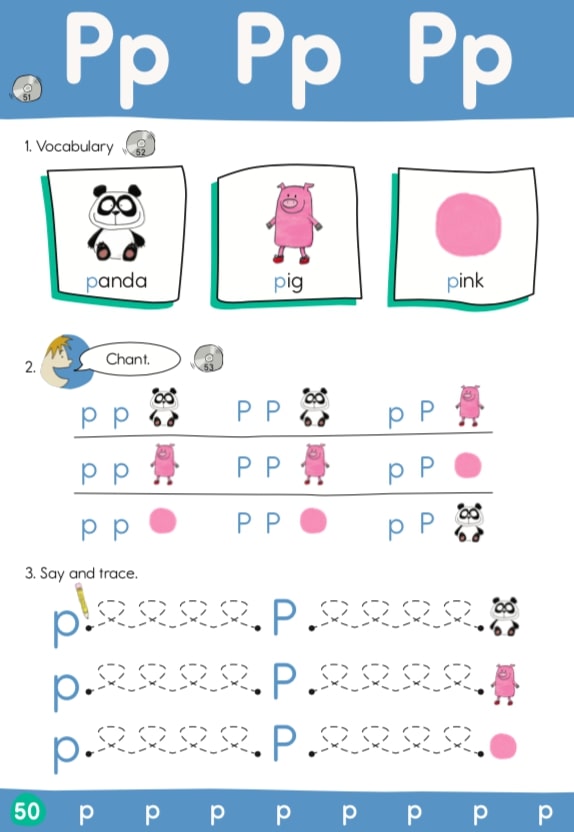 Pp Pp Pp
51
1. Vocabulary 52
panda pig pink
2. Chant. 53
p p P P p P
p p P P p P
p p P P p P
3. Say and trace.
p P
p P
p P
50 p p p p p p p p